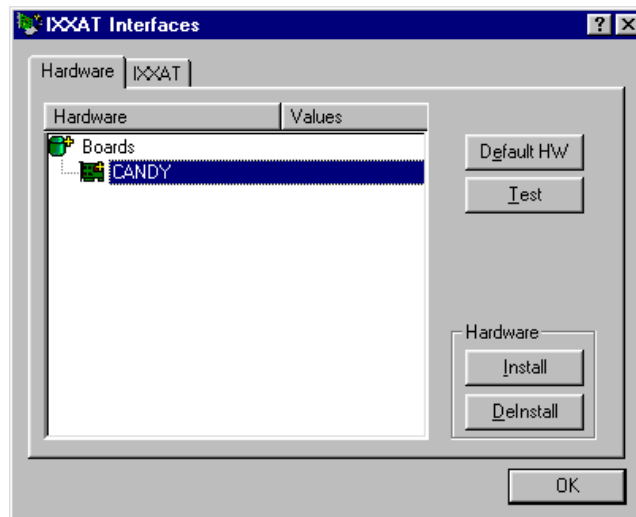 IXXAT Interfaces
Hardware IXXAT
Hardware Values
Boards
CANDY
Default HW
Test
Hardware
Install
DeInstall
OK